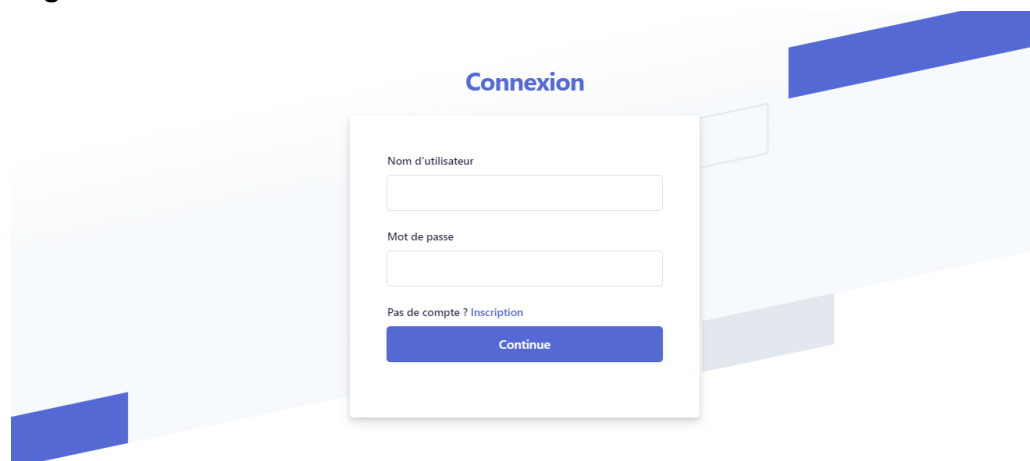 Connexion
Nom d'utilisateur
Mot de passe
Pas de compte ? Inscription
Continue